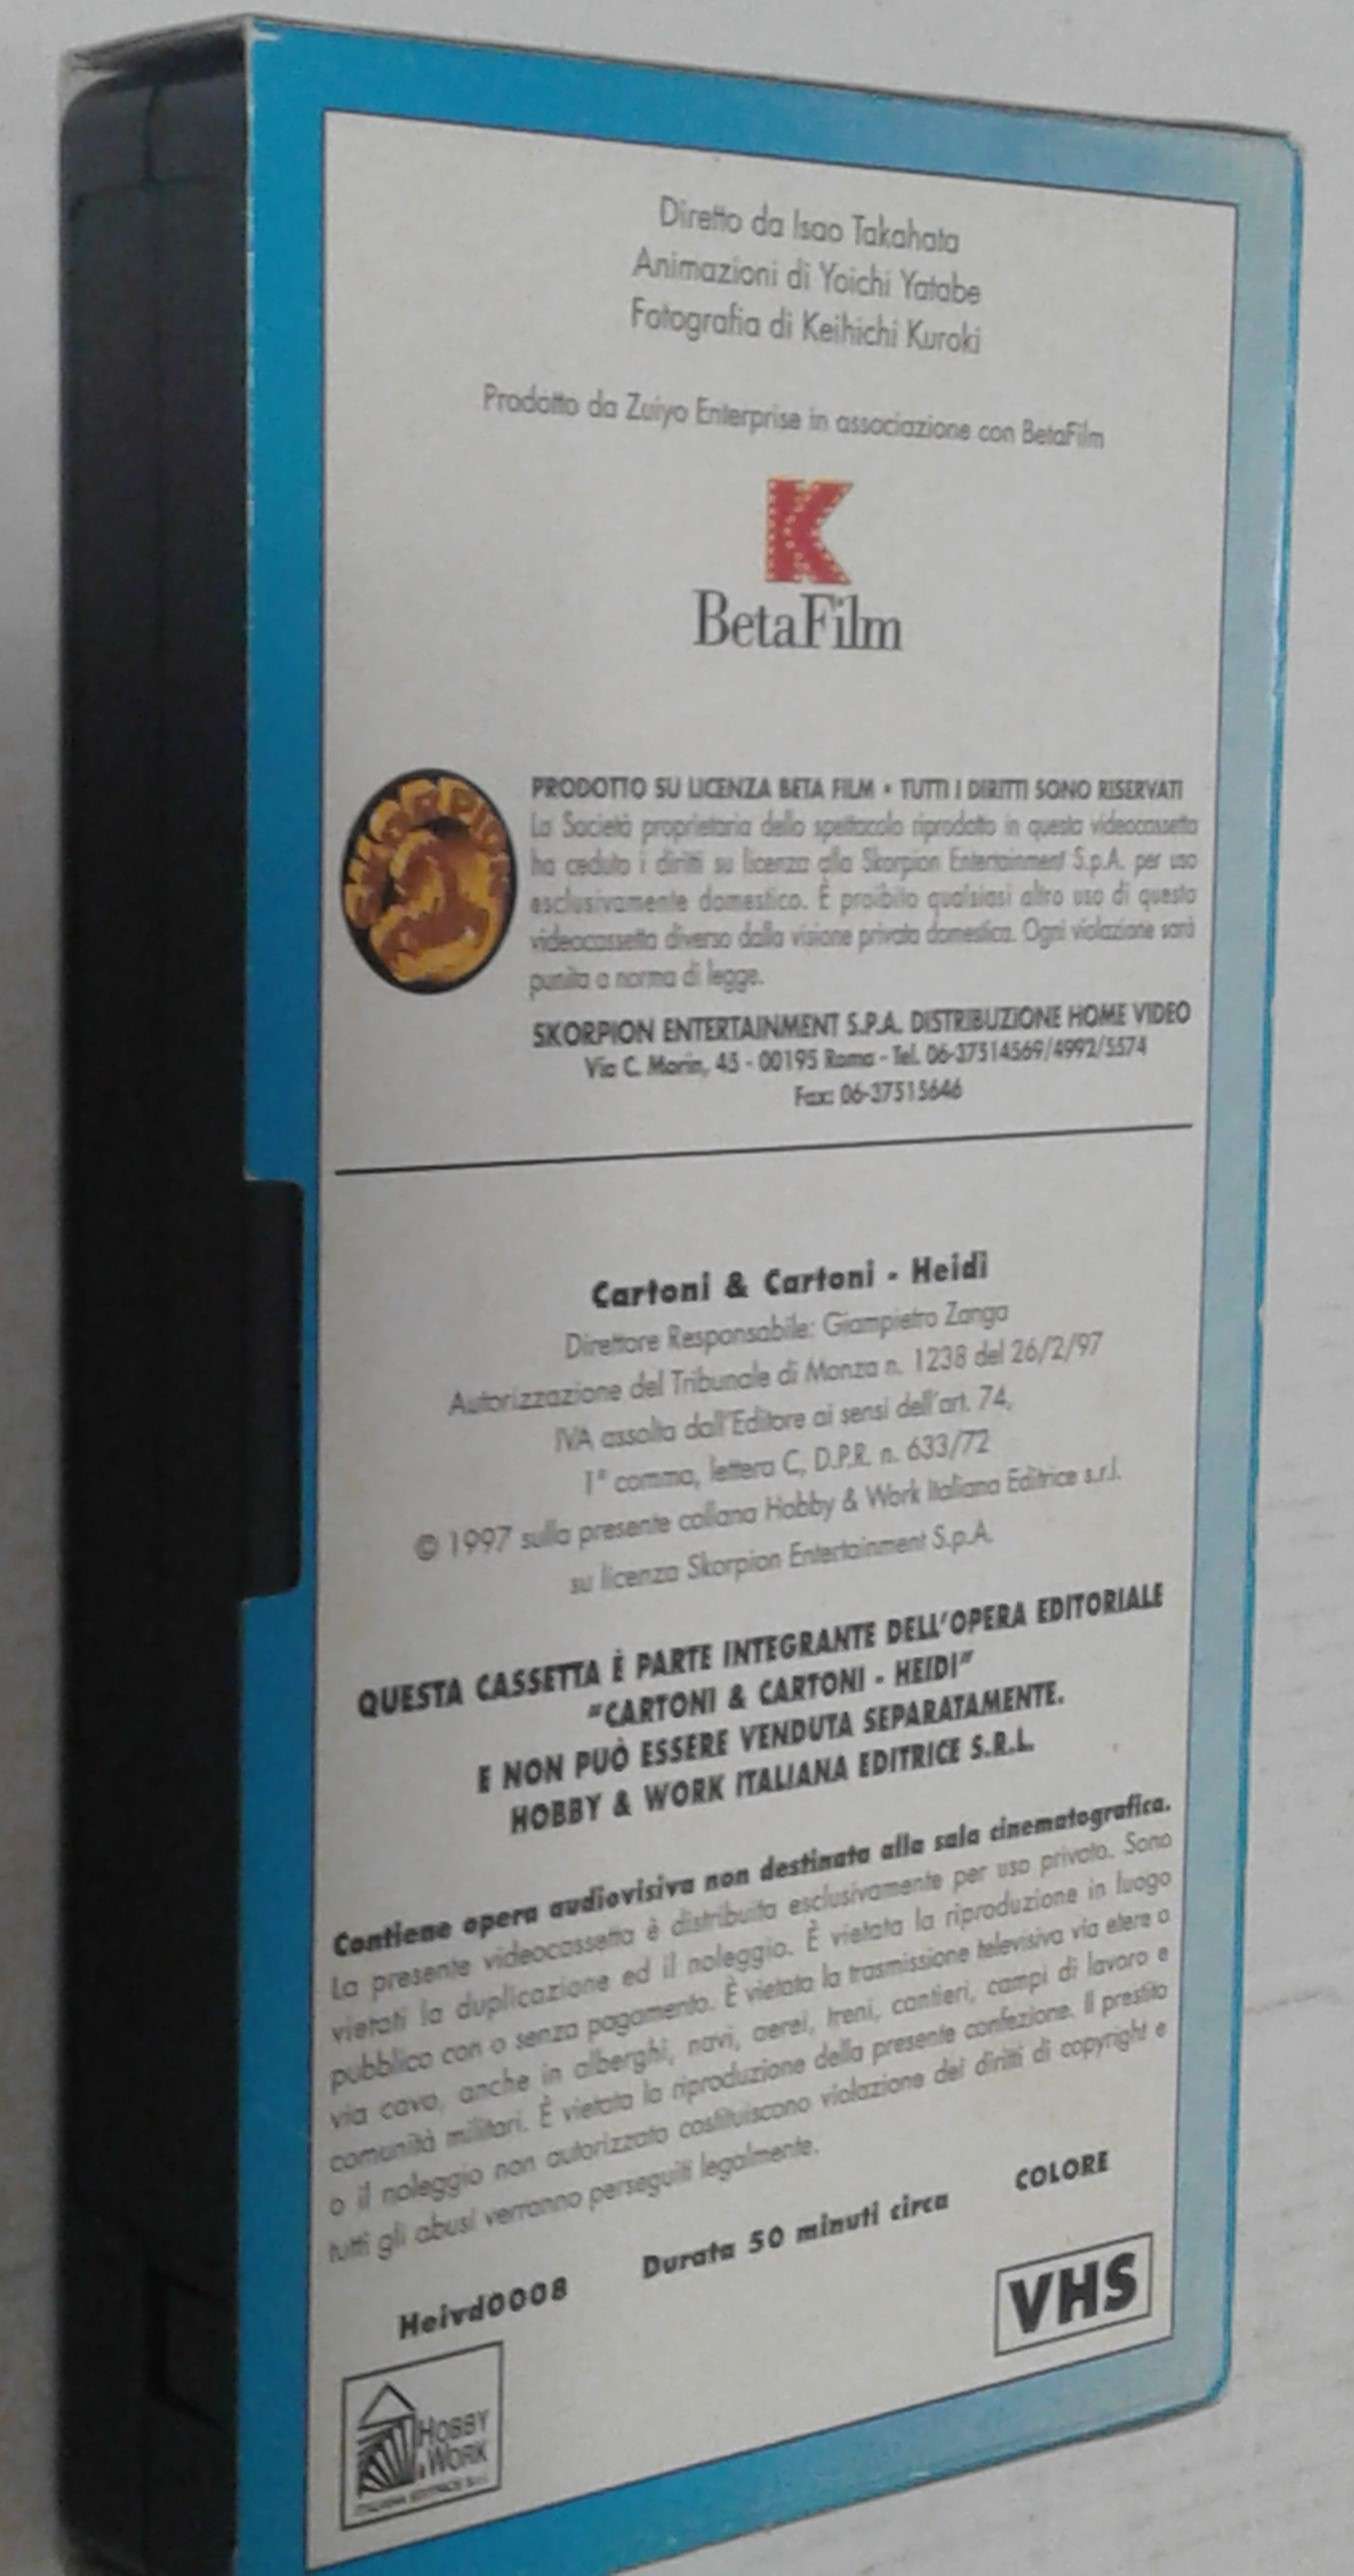 Diretto da Isao Takahata
Animazioni di Yoichi Yatabe
Fotografia di Keihichi Kuroki
Prodotto da Zuiyo Enterprise in associazione con BetaFilm
K
BetaFilm
SKORPION
PRODOTTO SU LICENZA BETA FILM • TUTTI I DIRITTI SONO RISERVATI
La Società proprietaria dello spettacolo riprodotto in questa videocassetta
ha ceduto i diritti su licenza alla Skorpion Entertainment S.p.A. per uso
esclusivamente domestico. È proibito qualsiasi altro uso di questa
videocassetta diverso dalla visione privata domestica. Ogni violazione sarà
punita a norma di legge.
SKORPION ENTERTAINMENT S.P.A. DISTRIBUZIONE HOME VIDEO
Via C. Morin, 45 - 00195 Roma - Tel. 06-37514569/4992/5574
Fax: 06-37515646
Cartoni & Cartoni - Heidi
Direttore Responsabile: Giampietro Zanga
Autorizzazione del Tribunale di Monza n. 1238 del 26/2/97
IVA assolta dall'Editore ai sensi dell'art. 74,
1° comma, lettera C, D.P.R. n. 633/72
© 1997 sulla presente collana Hobby & Work Italiana Editrice s.r.l.
su licenza Skorpion Entertainment S.p.A.
QUESTA CASSETTA È PARTE INTEGRANTE DELL'OPERA EDITORIALE
"CARTONI & CARTONI - HEIDI"
E NON PUÒ ESSERE VENDUTA SEPARATAMENTE.
HOBBY & WORK ITALIANA EDITRICE S.R.L.
Contiene opera audiovisiva non destinata alla sala cinematografica.
La presente videocassetta è distribuita esclusivamente per uso privato. Sono
vietati la duplicazione ed il noleggio. È vietata la riproduzione in luogo
pubblico con o senza pagamento. È vietata la trasmissione televisiva via etere o
via cavo, anche in alberghi, navi, aerei, treni, cantieri, campi di lavoro e
comunità militari. È vietata la riproduzione della presente confezione. Il prestito
o il noleggio non autorizzato costituiscono violazione dei diritti di copyright e
tutti gli abusi verranno perseguiti legalmente.
Heivd0008 Durata 50 minuti circa COLORE
VHS
HOBBY
& WORK
ITALIANA EDITRICE S.r.l.